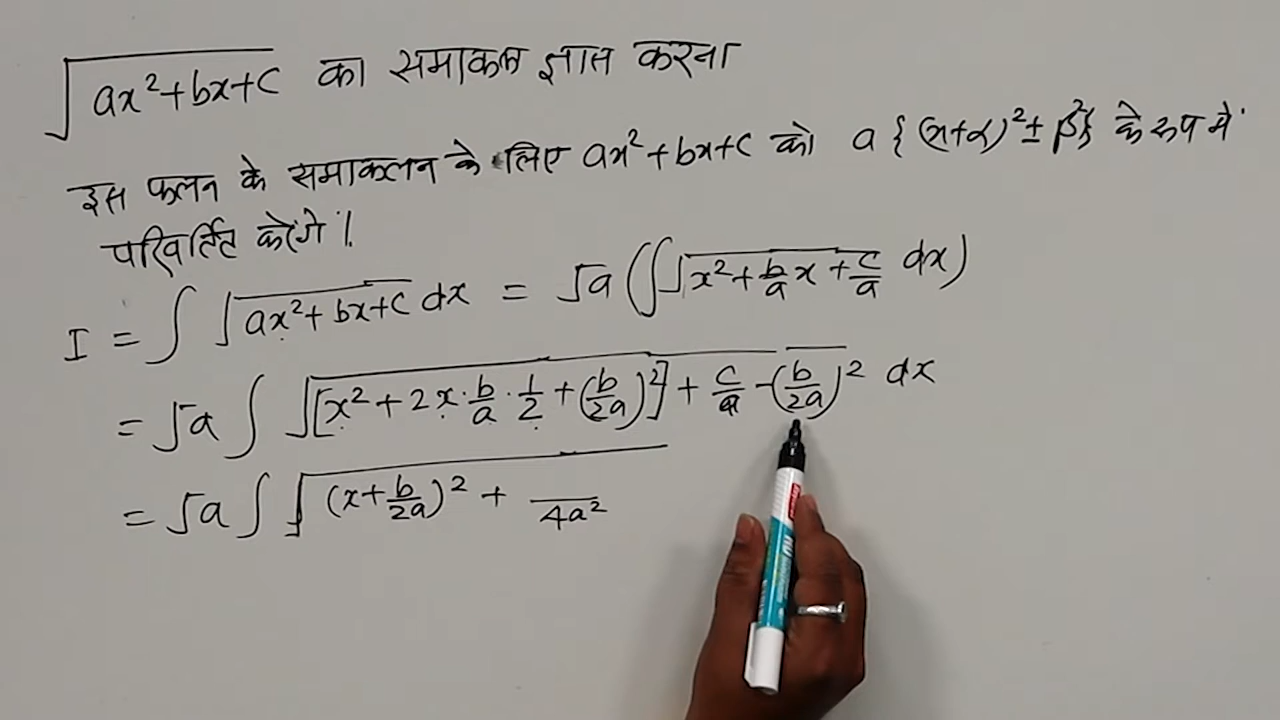 √(ax²+bx+c) का समाकल ज्ञात करना
इस फलन के समाकलन के लिए ax²+bx+c को a{(x+α)²±β²} के रूप में
परिवर्तित करेंगे।
I = ∫ √(ax²+bx+c) dx = √a (∫√(x²+b/a x+c/a) dx)
= √a ∫ √([x²+2x·b/a·1/2+(b/2a)²]+c/a-(b/2a)²) dx
= √a ∫ √((x+b/2a)² + /4a²)